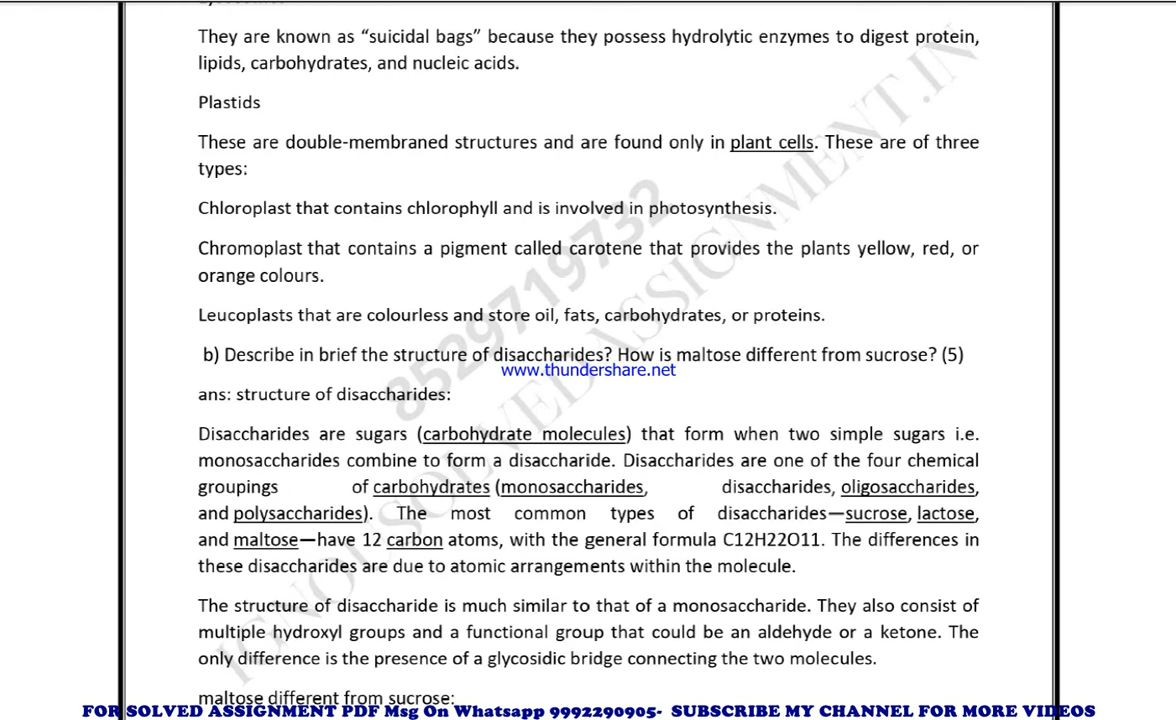 They are known as “suicidal bags” because they possess hydrolytic enzymes to digest protein,
lipids, carbohydrates, and nucleic acids.
Plastids
These are double-membraned structures and are found only in plant cells. These are of three
types:
Chloroplast that contains chlorophyll and is involved in photosynthesis.
Chromoplast that contains a pigment called carotene that provides the plants yellow, red, or
orange colours.
Leucoplasts that are colourless and store oil, fats, carbohydrates, or proteins.
b) Describe in brief the structure of disaccharides? How is maltose different from sucrose? (5)
www.thundershare.net
ans: structure of disaccharides:
Disaccharides are sugars (carbohydrate molecules) that form when two simple sugars i.e.
monosaccharides combine to form a disaccharide. Disaccharides are one of the four chemical
groupings of carbohydrates (monosaccharides, disaccharides, oligosaccharides,
and polysaccharides). The most common types of disaccharides—sucrose, lactose,
and maltose—have 12 carbon atoms, with the general formula C12H22O11. The differences in
these disaccharides are due to atomic arrangements within the molecule.
The structure of disaccharide is much similar to that of a monosaccharide. They also consist of
multiple hydroxyl groups and a functional group that could be an aldehyde or a ketone. The
only difference is the presence of a glycosidic bridge connecting the two molecules.
maltose different from sucrose:
FOR SOLVED ASSIGNMENT PDF Msg On Whatsapp 9992290905- SUBSCRIBE MY CHANNEL FOR MORE VIDEOS
8529719732
IGNOUSOLVEDASSIGNMENT.IN